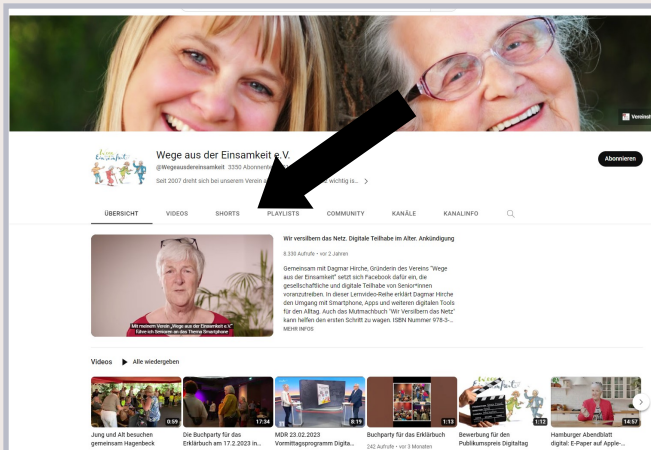 Vereinsh
Wege aus der Einsamkeit e.V.
@Wegeausdereinsamkeit 3350 Abonnenten
Seit 2007 dreht sich bei unserem Verein wichtig is...
Abonnieren
ÜBERSICHT VIDEOS SHORTS PLAYLISTS COMMUNITY KANÄLE KANALINFO
Wir versilbern das Netz. Digitale Teilhabe im Alter. Ankündigung
8.330 Aufrufe • vor 2 Jahren
Gemeinsam mit Dagmar Hirche, Gründerin des Vereins "Wege
aus der Einsamkeit" setzt sich Facebook dafür ein, die
gesellschaftliche und digitale Teilhabe von Senior*innen
voranzutreiben. In dieser Lernvideo-Reihe erklärt Dagmar Hirche
den Umgang mit Smartphone, Apps und weiteren digitalen Tools
für den Alltag. Auch das Mutmachbuch "Wir Versilbern das Netz"
kann helfen den ersten Schritt zu wagen. ISBN Nummer 978-3-...
MEHR INFOS
Mit meinem Verein „Wege aus der Einsamkeit e.V."
führe ich Senioren an das Thema Smartphone
Videos Alle wiedergeben
0:59 17:34 8:19 1:13 1:12 14:57
Jung und Alt besuchen
gemeinsam Hagenbeck
Die Buchparty für das
Erklärbuch am 17.2.2023 in...
MDR 23.02.2023
Vormittagsprogramm Digita...
Buchparty für das Erklärbuch
242 Aufrufe • vor 3 Monaten
Bewerbung für den
Publikumspreis Digitaltag
Hamburger Abendblatt
digital: E-Paper auf Apple-...